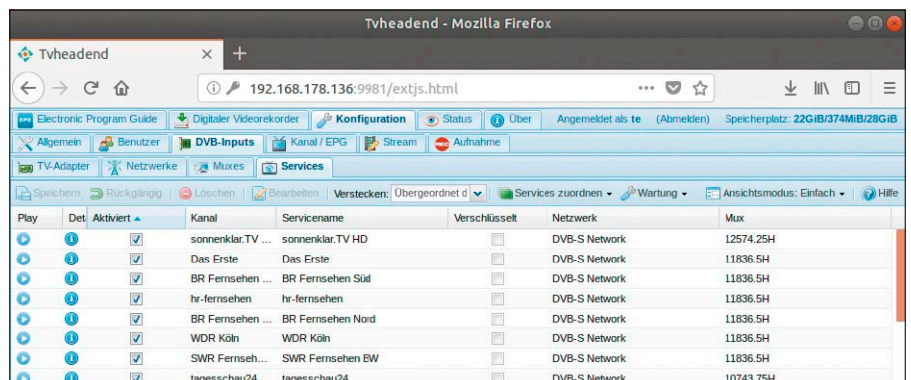 Tvheadend - Mozilla Firefox
Tvheadend
192.168.178.136:9981/extjs.html
Electronic Program Guide Digitaler Videorekorder Konfiguration Status Über Angemeldet als te (Abmelden) Speicherplatz: 22GiB/374MiB/28GiB
Allgemein Benutzer DVB-Inputs Kanal / EPG Stream Aufnahme
TV-Adapter Netzwerke Muxes Services
Speichern Rückgängig Löschen Bearbeiten Verstecken: Übergeordnet d Services zuordnen Wartung Ansichtsmodus: Einfach Hilfe
Play Det Aktiviert Kanal Servicename Verschlüsselt Netzwerk Mux
sonnenklar.TV ... sonnenklar.TV HD DVB-S Network 12574.25H
Das Erste Das Erste DVB-S Network 11836.5H
BR Fernsehen ... BR Fernsehen Süd DVB-S Network 11836.5H
hr-fernsehen hr-fernsehen DVB-S Network 11836.5H
BR Fernsehen ... BR Fernsehen Nord DVB-S Network 11836.5H
WDR Köln WDR Köln DVB-S Network 11836.5H
SWR Fernseh... SWR Fernsehen BW DVB-S Network 11836.5H
tagesschau24 tagesschau24 DVB-S Network 10743.75H